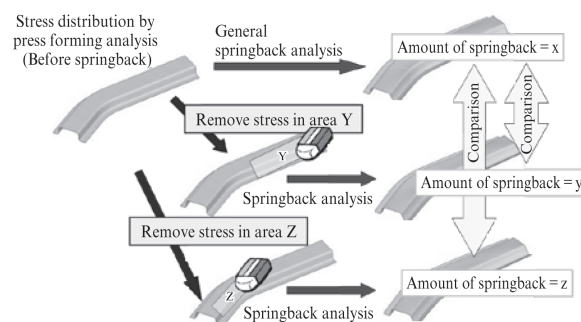 Stress distribution by
press forming analysis
(Before springback)
General
springback analysis
Amount of springback = x
Remove stress in area Y
Y
Comparison
Comparison
Springback analysis
Amount of springback = y
Remove stress in area Z
Z
Springback analysis
Amount of springback = z